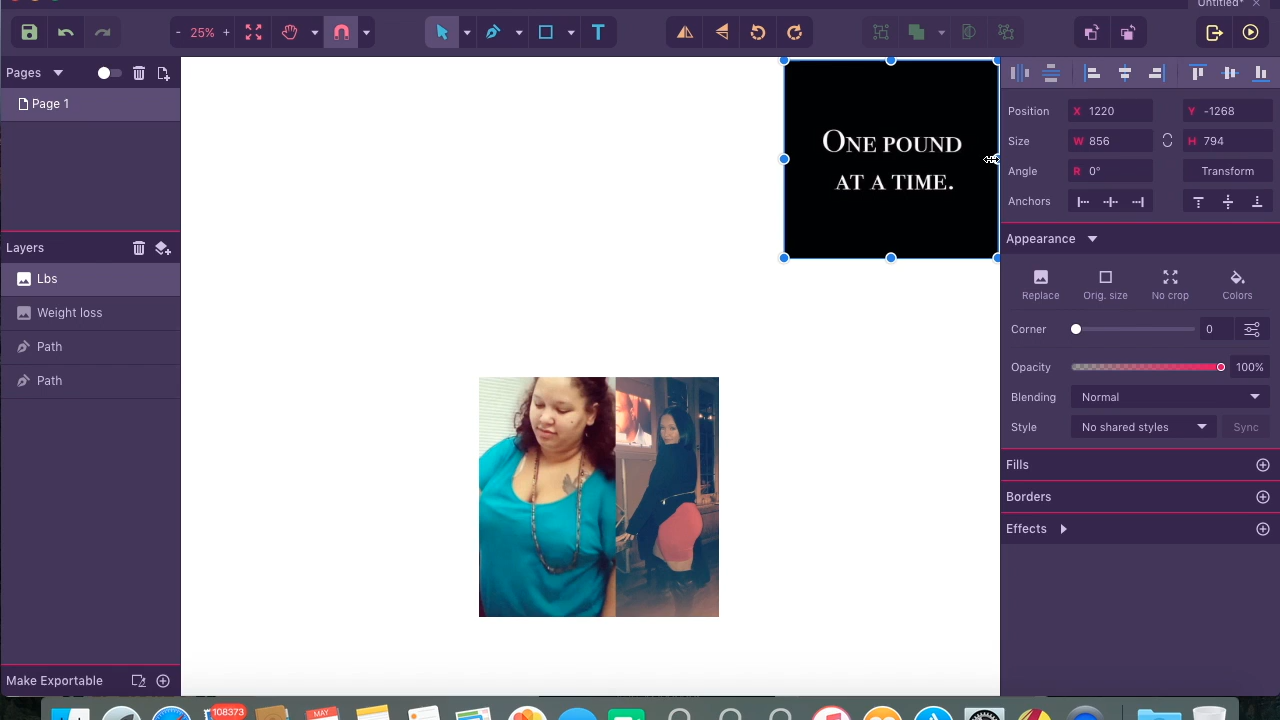 Untitled*
- 25% +
T
Pages
Page 1
Layers
Lbs
Weight loss
Path
Path
Make Exportable
One pound
at a time.
Position X 1220 Y -1268
Size W 856 H 794
Angle R 0° Transform
Anchors
Appearance
Replace Orig. size No crop Colors
Corner 0
Opacity 100%
Blending Normal
Style No shared styles Sync
Fills
Borders
Effects
108373
MAY